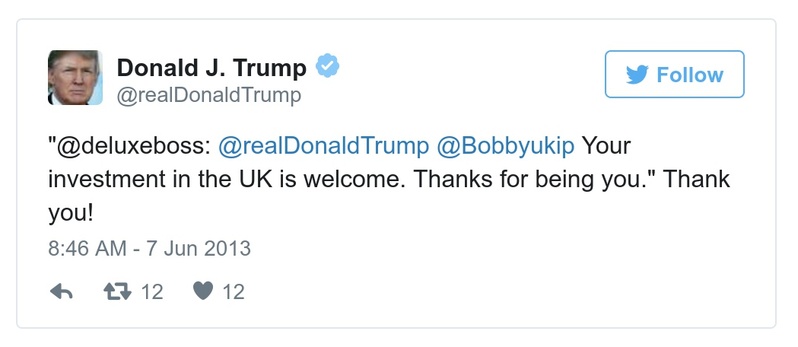 Donald J. Trump
@realDonaldTrump
Follow
"@deluxeboss: @realDonaldTrump @Bobbyukip Your
investment in the UK is welcome. Thanks for being you." Thank
you!
8:46 AM - 7 Jun 2013
12 12